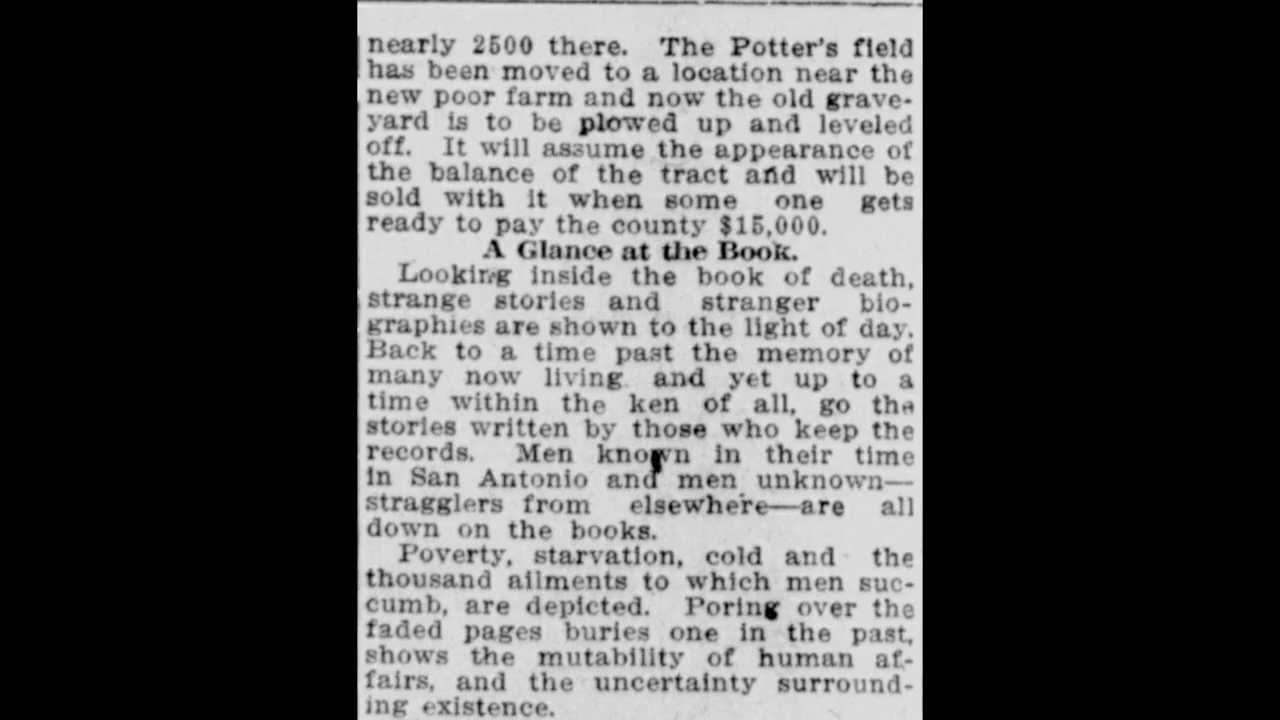 nearly 2500 there. The Potter's field
has been moved to a location near the
new poor farm and now the old grave-
yard is to be plowed up and leveled
off. It will assume the appearance of
the balance of the tract and will be
sold with it when some one gets
ready to pay the county $15,000.
A Glance at the Book.
Looking inside the book of death,
strange stories and stranger bio-
graphies are shown to the light of day.
Back to a time past the memory of
many now living and yet up to a
time within the ken of all, go the
stories written by those who keep the
records. Men known in their time
in San Antonio and men unknown—
stragglers from elsewhere—are all
down on the books.
Poverty, starvation, cold and the
thousand ailments to which men suc-
cumb, are depicted. Poring over the
faded pages buries one in the past,
shows the mutability of human af-
fairs, and the uncertainty surround-
ing existence.